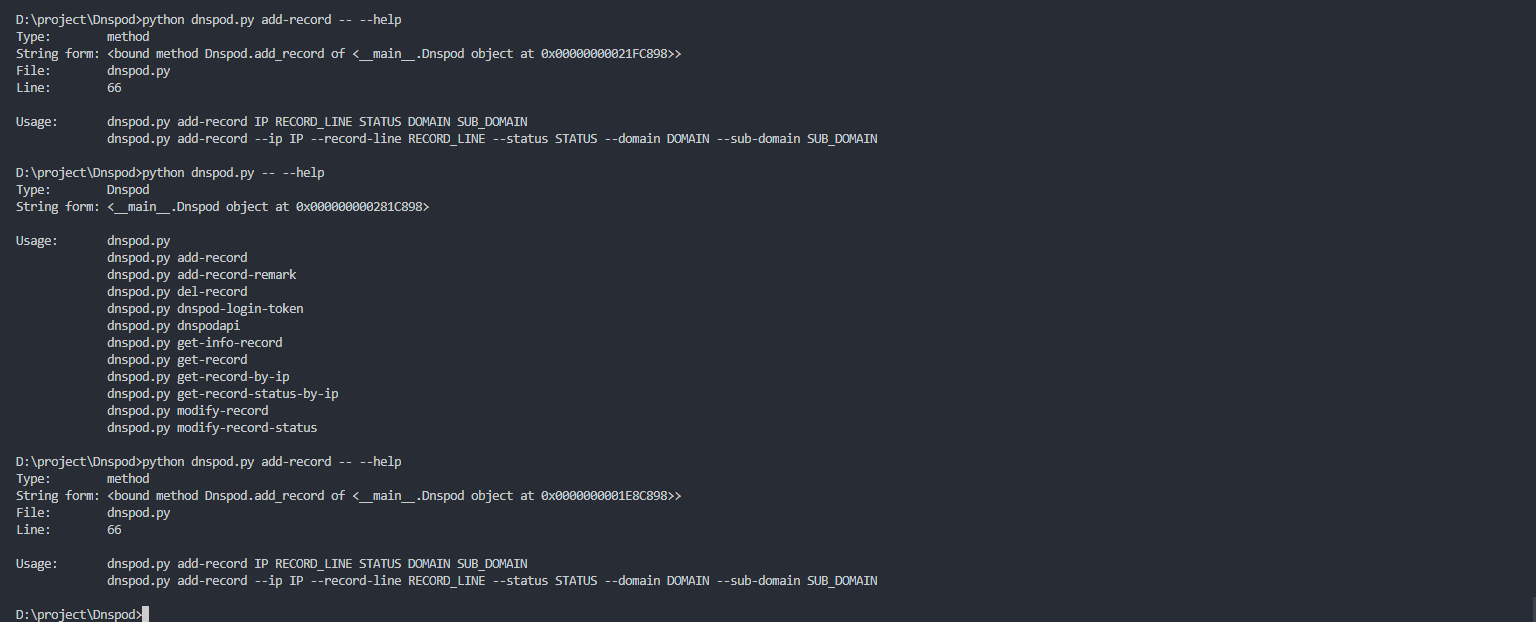 D:\project\Dnspod>python dnspod.py add-record -- --help
Type:        method
String form: <bound method Dnspod.add_record of <__main__.Dnspod object at 0x00000000021FC898>>
File:        dnspod.py
Line:        66
Usage:       dnspod.py add-record IP RECORD_LINE STATUS DOMAIN SUB_DOMAIN
             dnspod.py add-record --ip IP --record-line RECORD_LINE --status STATUS --domain DOMAIN --sub-domain SUB_DOMAIN
D:\project\Dnspod>python dnspod.py -- --help
Type:        Dnspod
String form: <__main__.Dnspod object at 0x000000000281C898>
Usage:       dnspod.py
             dnspod.py add-record
             dnspod.py add-record-remark
             dnspod.py del-record
             dnspod.py dnspod-login-token
             dnspod.py dnspodapi
             dnspod.py get-info-record
             dnspod.py get-record
             dnspod.py get-record-by-ip
             dnspod.py get-record-status-by-ip
             dnspod.py modify-record
             dnspod.py modify-record-status
D:\project\Dnspod>python dnspod.py add-record -- --help
Type:        method
String form: <bound method Dnspod.add_record of <__main__.Dnspod object at 0x0000000001E8C898>>
File:        dnspod.py
Line:        66
Usage:       dnspod.py add-record IP RECORD_LINE STATUS DOMAIN SUB_DOMAIN
             dnspod.py add-record --ip IP --record-line RECORD_LINE --status STATUS --domain DOMAIN --sub-domain SUB_DOMAIN
D:\project\Dnspod>